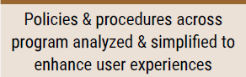 Policies & procedures across
program analyzed & simplified to
enhance user experiences